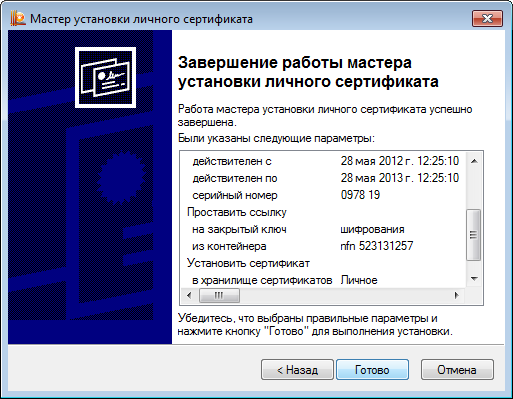 Мастер установки личного сертификата
Завершение работы мастера
установки личного сертификата
Работа мастера установки личного сертификата успешно
завершена.
Были указаны следующие параметры:
действителен с 28 мая 2012 г. 12:25:10
действителен по 28 мая 2013 г. 12:25:10
серийный номер 0978 19
Проставить ссылку
на закрытый ключ шифрования
из контейнера nfn 523131257
Установить сертификат
в хранилище сертификатов Личное
Убедитесь, что выбраны правильные параметры и
нажмите кнопку "Готово" для выполнения установки.
< Назад Готово Отмена